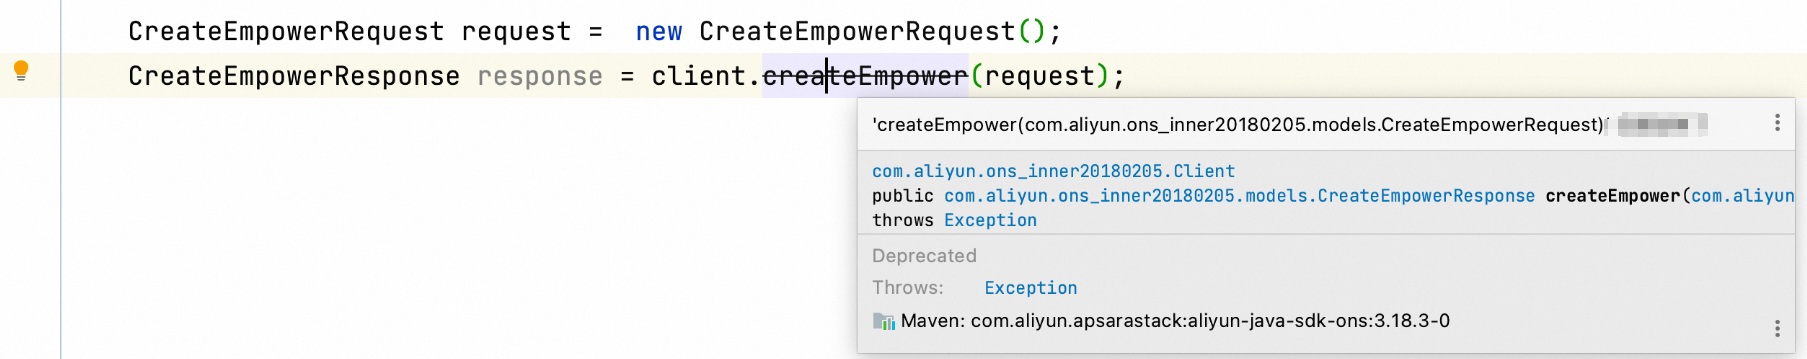 CreateEmpowerRequest request =  new CreateEmpowerRequest();
CreateEmpowerResponse response = client.createEmpower(request);
'createEmpower(com.aliyun.ons_inner20180205.models.CreateEmpowerRequest)'
com.aliyun.ons_inner20180205.Client
public com.aliyun.ons_inner20180205.models.CreateEmpowerResponse createEmpower(com.aliyun
throws Exception
Deprecated
Throws: Exception
Maven: com.aliyun.apsarastack:aliyun-java-sdk-ons:3.18.3-0